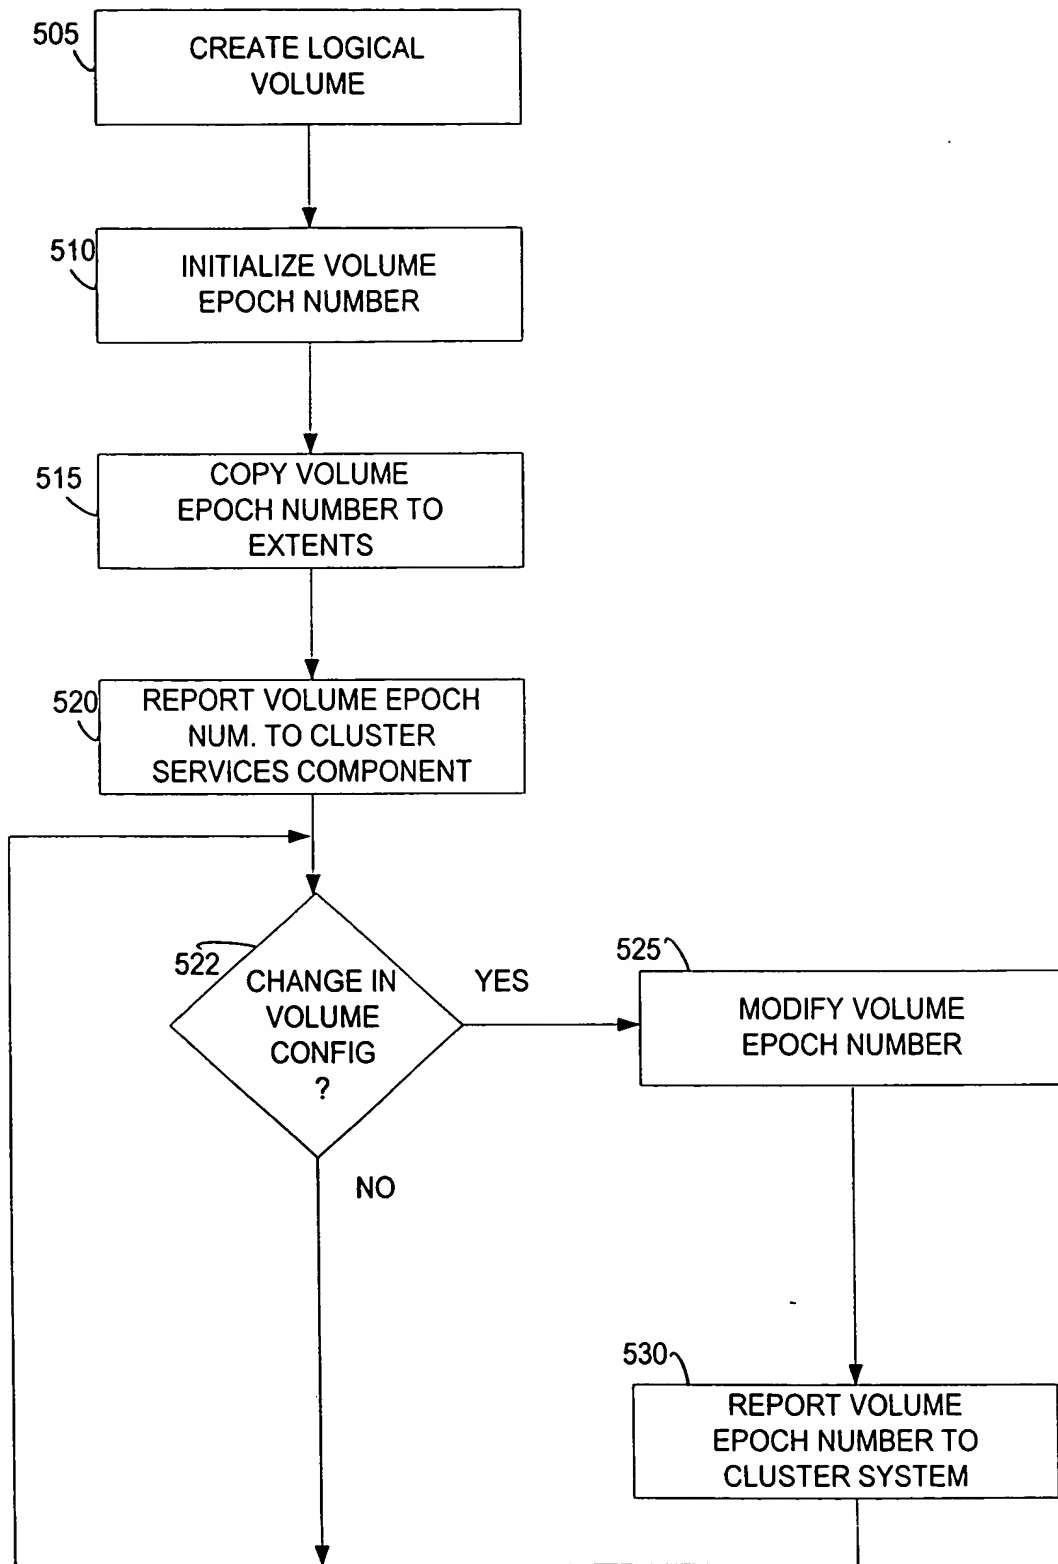 505
CREATE LOGICAL
VOLUME
510
INITIALIZE VOLUME
EPOCH NUMBER
515
COPY VOLUME
EPOCH NUMBER TO
EXTENTS
520
REPORT VOLUME EPOCH
NUM. TO CLUSTER
SERVICES COMPONENT
522
CHANGE IN
VOLUME
CONFIG
?
YES
NO
525
MODIFY VOLUME
EPOCH NUMBER
530
REPORT VOLUME
EPOCH NUMBER TO
CLUSTER SYSTEM